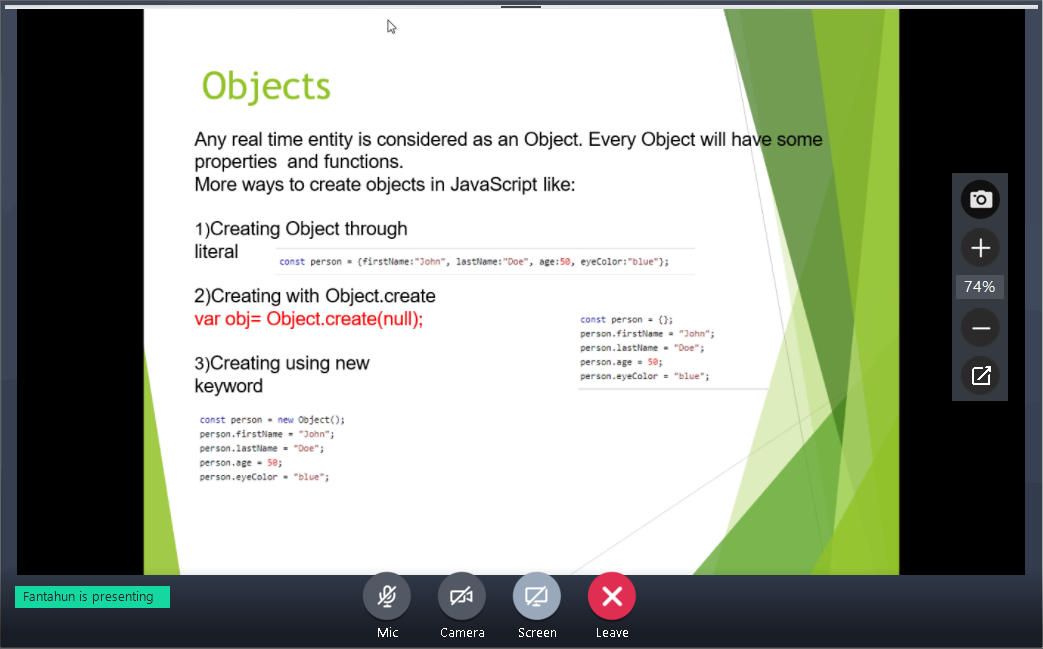 Objects
Any real time entity is considered as an Object. Every Object will have some
properties and functions.
More ways to create objects in JavaScript like:
1)Creating Object through
literal
const person = {firstName:"John", lastName:"Doe", age:50, eyeColor:"blue"};
2)Creating with Object.create
var obj= Object.create(null);
const person = {};
person.firstName = "John";
person.lastName = "Doe";
person.age = 50;
person.eyeColor = "blue";
3)Creating using new
keyword
const person = new Object();
person.firstName = "John";
person.lastName = "Doe";
person.age = 50;
person.eyeColor = "blue";
74%
Fantahun is presenting
Mic
Camera
Screen
Leave